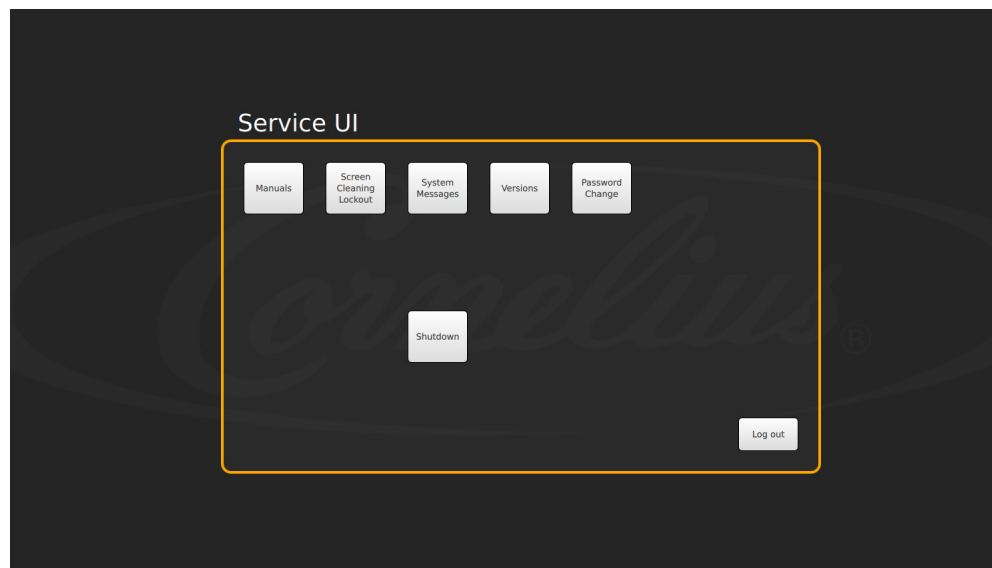 Service UI
Manuals
Screen
Cleaning
Lockout
System
Messages
Versions
Password
Change
Cornelius®
Shutdown
Log out